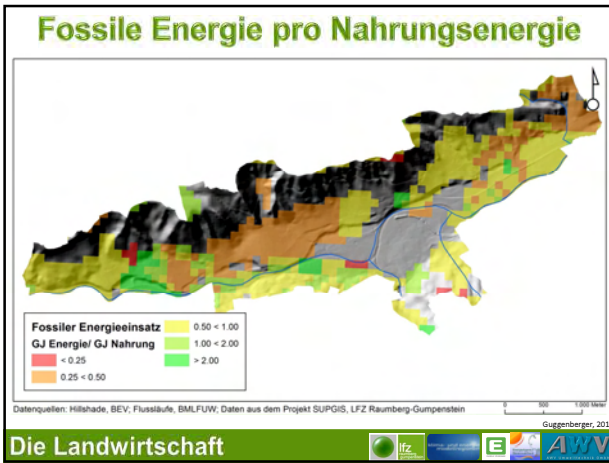 Fossile Energie pro Nahrungsenergie
Fossiler Energieeinsatz
GJ Energie/ GJ Nahrung
< 0.25
0.25 < 0.50
0.50 < 1.00
1.00 < 2.00
> 2.00
0 500 1.000 Meter
Datenquellen: Hillshade, BEV; Flussläufe, BMLFUW; Daten aus dem Projekt SUPGIS, LFZ Raumberg-Gumpenstein
Guggenberger, 201
Die Landwirtschaft
lfz
E
AWV